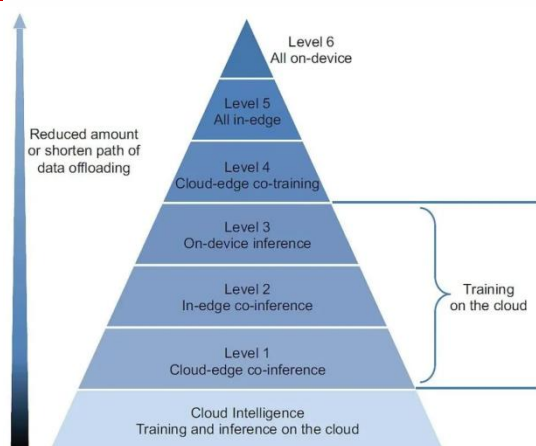 Level 6
All on-device
Level 5
All in-edge
Reduced amount
or shorten path of
data offloading
Level 4
Cloud-edge co-training
Level 3
On-device inference
Level 2
In-edge co-inference
Training
on the cloud
Level 1
Cloud-edge co-inference
Cloud Intelligence
Training and inference on the cloud